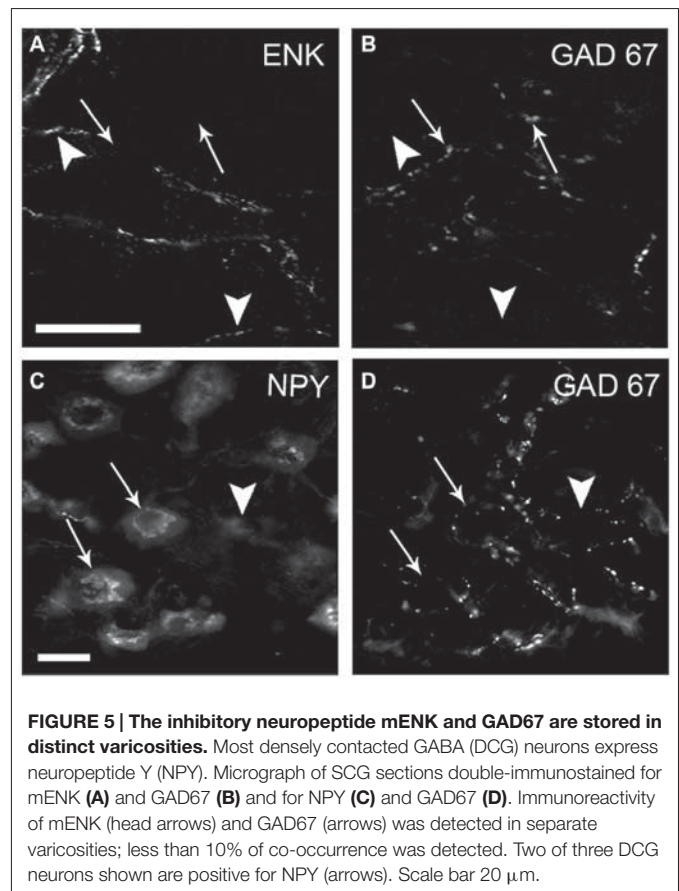 A
ENK
B
GAD 67
C
NPY
D
GAD 67
FIGURE 5 | The inhibitory neuropeptide mENK and GAD67 are stored in
distinct varicosities. Most densely contacted GABA (DCG) neurons express
neuropeptide Y (NPY). Micrograph of SCG sections double-immunostained for
mENK (A) and GAD67 (B) and for NPY (C) and GAD67 (D). Immunoreactivity
of mENK (head arrows) and GAD67 (arrows) was detected in separate
varicosities; less than 10% of co-occurrence was detected. Two of three DCG
neurons shown are positive for NPY (arrows). Scale bar 20 μm.